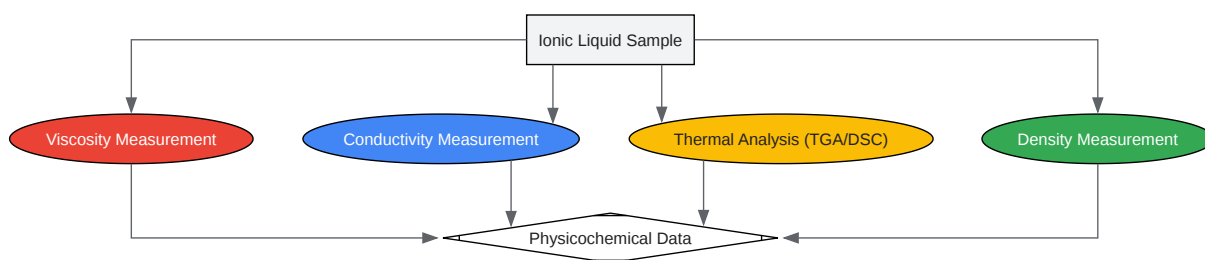 Ionic Liquid Sample
Viscosity Measurement
Conductivity Measurement
Thermal Analysis (TGA/DSC)
Density Measurement
Physicochemical Data